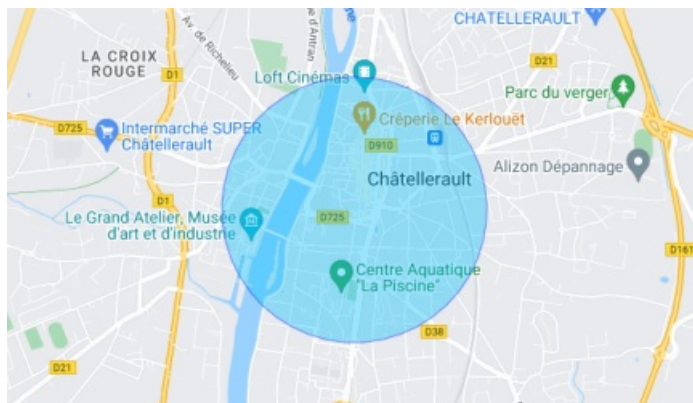 CHATELLERAULT
Av. de Richelieu
e d'Antran
LA CROIX
ROUGE
D1
Loft Cinémas
D21
Parc du verger
D725
Intermarché SUPER
Châtellerault
Crêperie Le Kerlouët
D910
Alizon Dépannage
Châtellerault
D1
Le Grand Atelier, Musée
d'art et d'industrie
D725
D161
Centre Aquatique
"La Piscine"
D38
D21